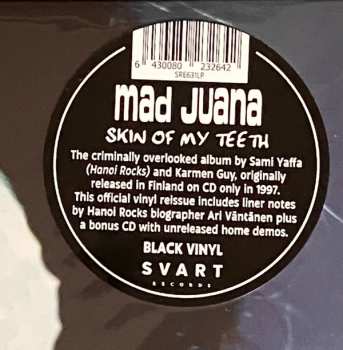 6 430080 232642
SRE631LP
mad Juana
SKIN OF MY TEETH
The criminally overlooked album by Sami Yaffa
(Hanoi Rocks) and Karmen Guy, originally
released in Finland on CD only in 1997.
This official vinyl reissue includes liner notes
by Hanoi Rocks biographer Ari Väntänen plus
a bonus CD with unreleased home demos.
BLACK VINYL
SVART
RECORDS